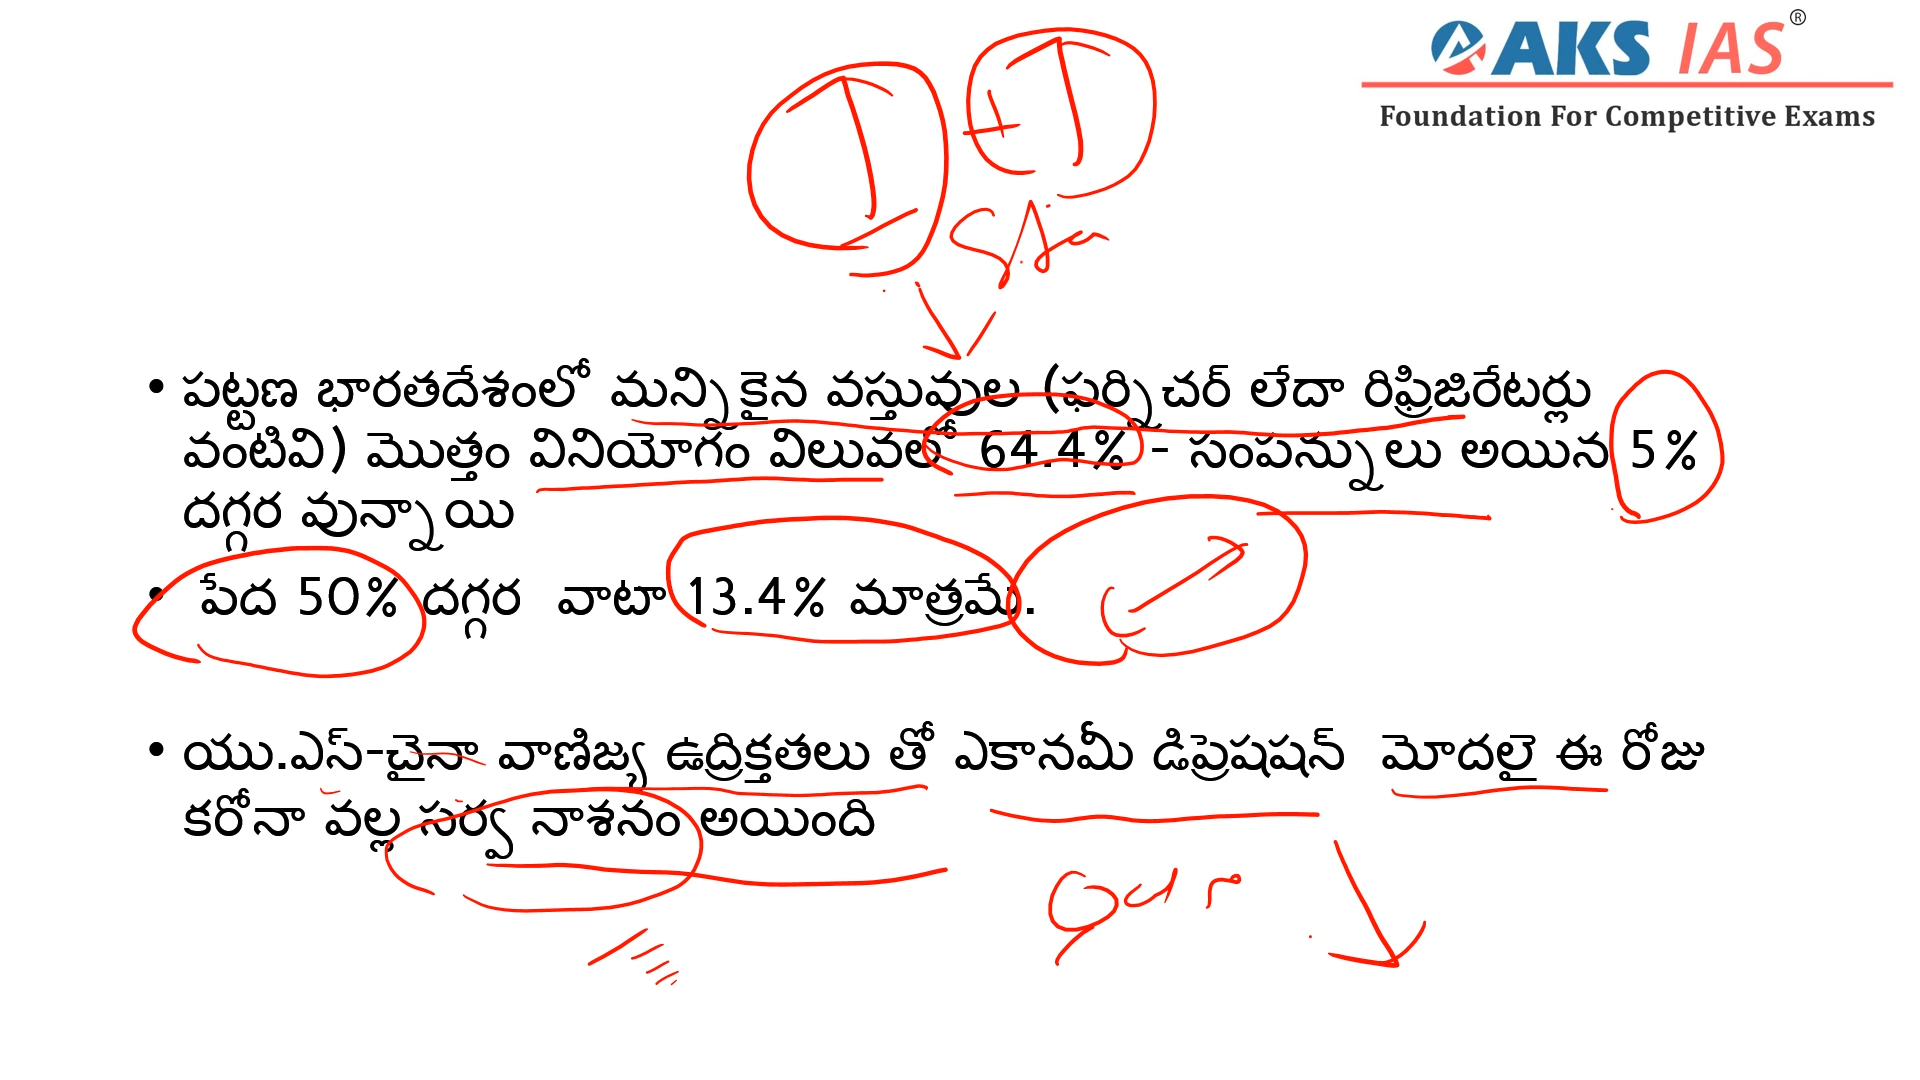 AKS IAS®
Foundation For Competitive Exams
• పట్టణ భారతదేశంలో మన్నికైన వస్తువుల (ఫర్నిచర్ లేదా రిఫ్రిజిరేటర్లు
వంటివి) మొత్తం వినియోగం విలువలో 64.4% - సంపన్నులు అయిన 5%
దగ్గర వున్నాయి
• పేద 50% దగ్గర వాటా 13.4% మాత్రమే.
• యు.ఎస్-చైనా వాణిజ్య ఉద్రిక్తతలు తో ఎకానమీ డిప్రెషషన్ మోదలై ఈ రోజు
కరోనా వల్ల సర్వ నాశనం అయింది